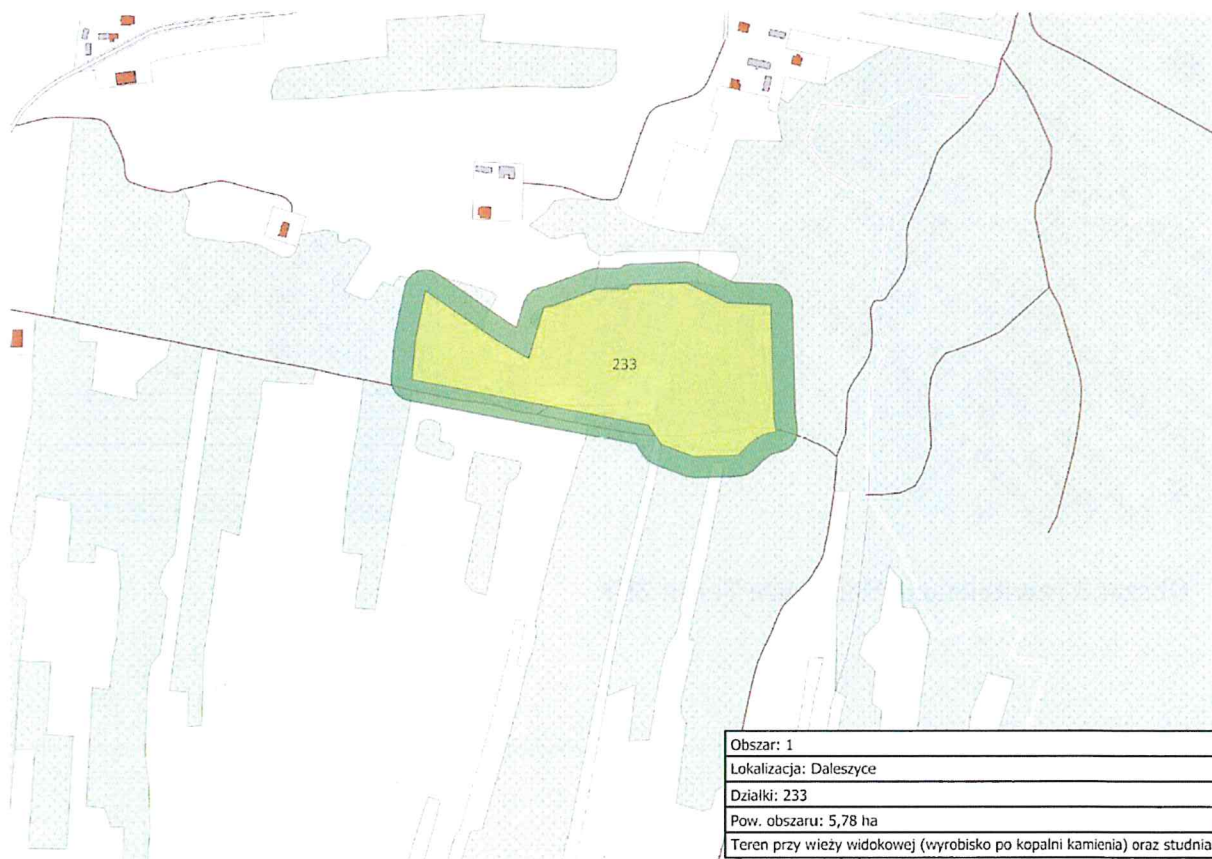 233
Obszar: 1
Lokalizacja: Daleszyce
Działki: 233
Pow. obszaru: 5,78 ha
Teren przy wieży widokowej (wyrobisko po kopalni kamienia) oraz studnia